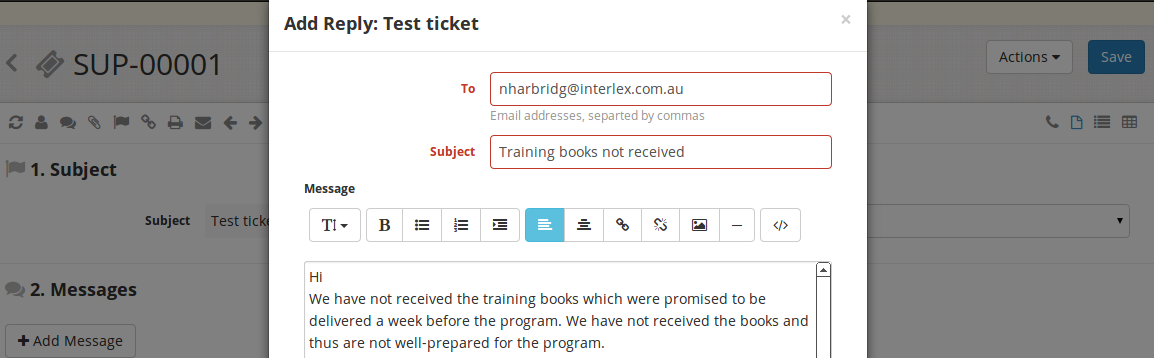 Add Reply: Test ticket
×
SUP-00001
Actions
Save
To
nharbridg@interlex.com.au
Email addresses, separted by commas
Subject
Training books not received
1. Subject
Message
Subject
Test ticke
B
2. Messages
Hi
We have not received the training books which were promised to be
delivered a week before the program. We have not received the books and
thus are not well-prepared for the program.
Add Message